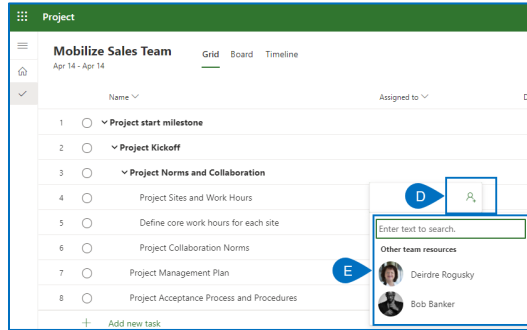 Project
Mobilize Sales Team
Grid Board Timeline
Apr 14 - Apr 14
Name
Assigned to
D
1 Project start milestone
2 Project Kickoff
3 Project Norms and Collaboration
4 Project Sites and Work Hours
D
5 Define core work hours for each site
Enter text to search.
6 Project Collaboration Norms
Other team resources
7 Project Management Plan
E
Deirdre Rogusky
8 Project Acceptance Process and Procedures
Bob Banker
Add new task